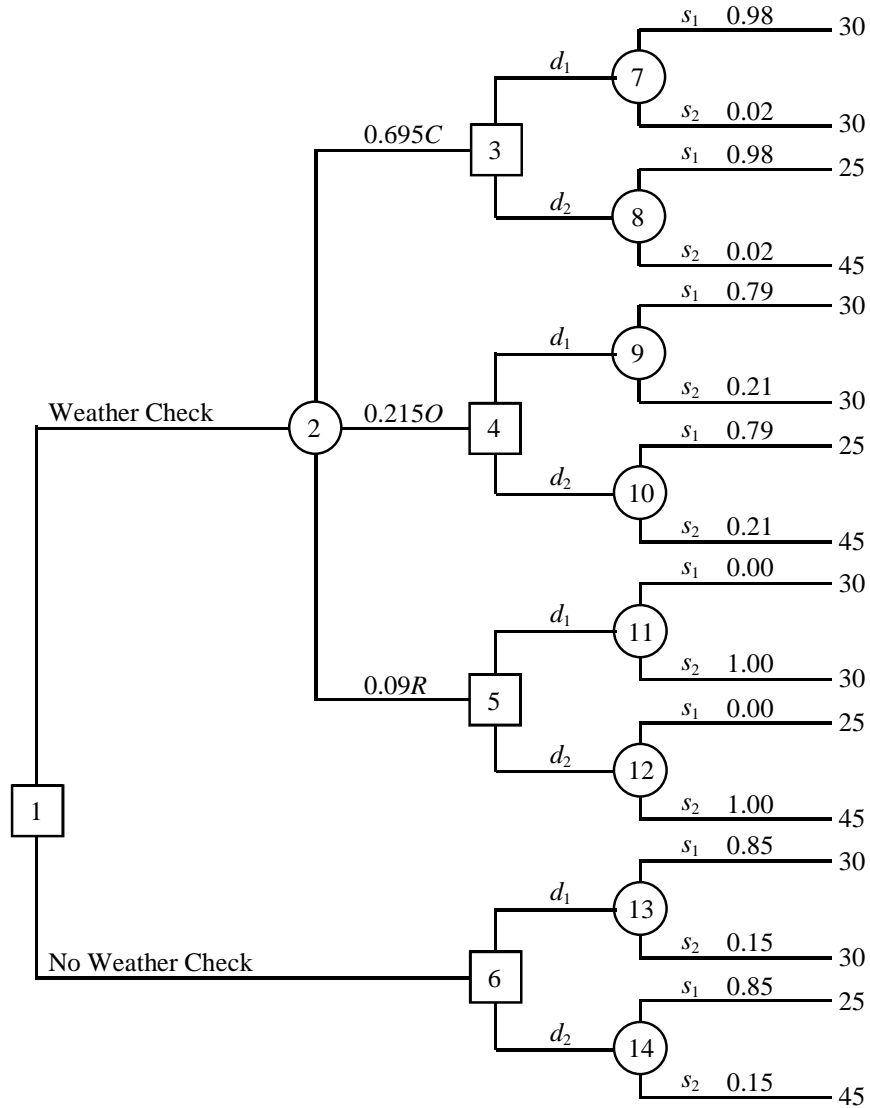 s₁ 0.98 30
d₁
7
s₂ 0.02 30
0.695C
3
s₁ 0.98 25
d₂
8
s₂ 0.02 45
s₁ 0.79 30
d₁
9
s₂ 0.21 30
Weather Check
2
0.215O
4
s₁ 0.79 25
d₂
10
s₂ 0.21 45
s₁ 0.00 30
d₁
11
s₂ 1.00 30
0.09R
5
s₁ 0.00 25
d₂
12
s₂ 1.00 45
1
s₁ 0.85 30
d₁
13
s₂ 0.15 30
No Weather Check
6
s₁ 0.85 25
d₂
14
s₂ 0.15 45